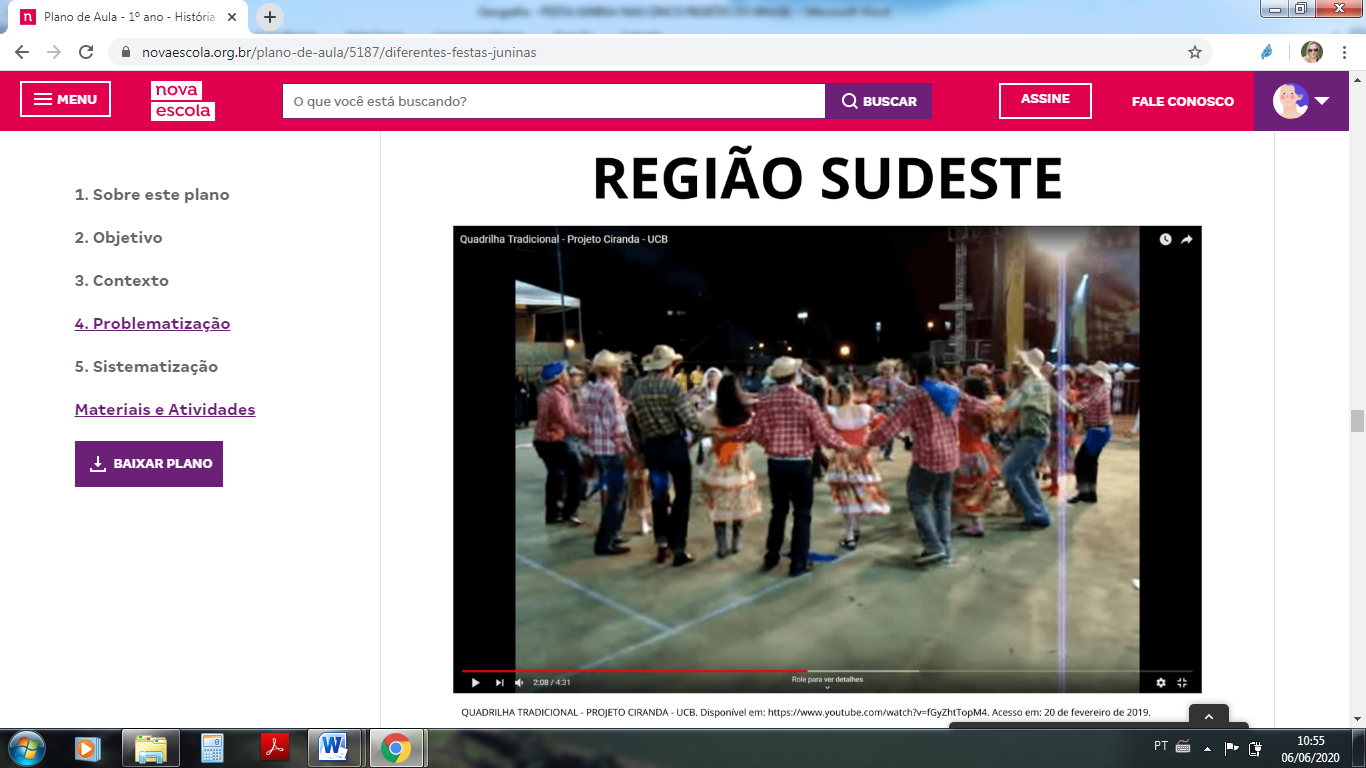 Plano de Aula - 1º ano - História
novaescola.org.br/plano-de-aula/5187/diferentes-festas-juninas
MENU
nova
escola
O que você está buscando?
BUSCAR
ASSINE
FALE CONOSCO
1. Sobre este plano
2. Objetivo
3. Contexto
4. Problematização
5. Sistematização
Materiais e Atividades
BAIXAR PLANO
REGIÃO SUDESTE
Quadrilha Tradicional - Projeto Ciranda - UCB
2:08 / 4:31
Role para ver detalhes
QUADRILHA TRADICIONAL - PROJETO CIRANDA - UCB. Disponível em: https://www.youtube.com/watch?v=fGyZhtTopM4. Acesso em: 20 de fevereiro de 2019.
PT
10:55
06/06/2020